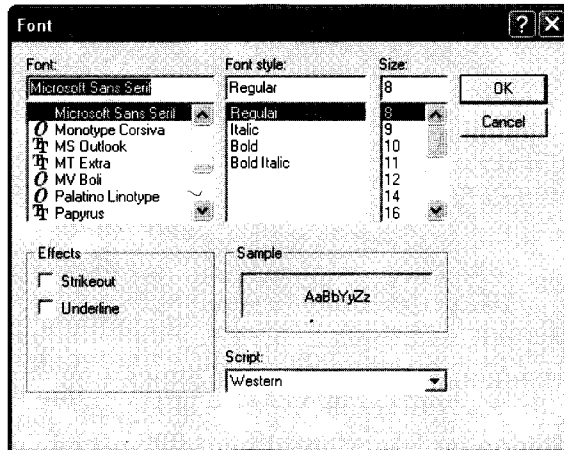 Font
Font:
Microsoft Sans Serif
Microsoft Sans Serif
Monotype Corsiva
MS Outlook
MT Extra
MV Boli
Palatino Linotype
Papyrus
Font style:
Regular
Regular
Italic
Bold
Bold Italic
Size:
8
8
9
10
11
12
14
16
OK
Cancel
Effects
Strikeout
Underline
Sample
AaBbYyZz
Script:
Western